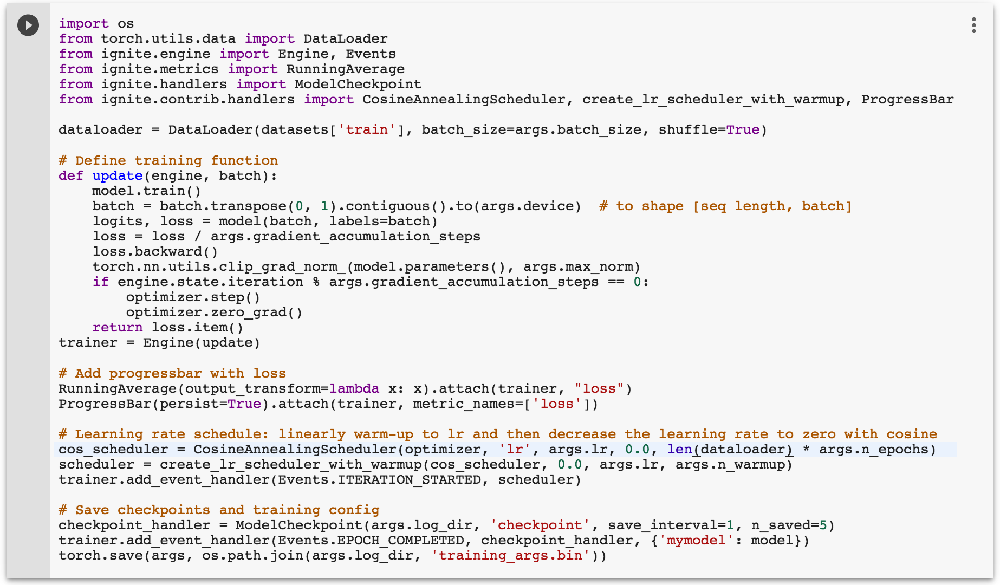 import os
from torch.utils.data import DataLoader
from ignite.engine import Engine, Events
from ignite.metrics import RunningAverage
from ignite.handlers import ModelCheckpoint
from ignite.contrib.handlers import CosineAnnealingScheduler, create_lr_scheduler_with_warmup, ProgressBar

dataloader = DataLoader(datasets['train'], batch_size=args.batch_size, shuffle=True)

# Define training function
def update(engine, batch):
    model.train()
    batch = batch.transpose(0, 1).contiguous().to(args.device)  # to shape [seq length, batch]
    logits, loss = model(batch, labels=batch)
    loss = loss / args.gradient_accumulation_steps
    loss.backward()
    torch.nn.utils.clip_grad_norm_(model.parameters(), args.max_norm)
    if engine.state.iteration % args.gradient_accumulation_steps == 0:
        optimizer.step()
        optimizer.zero_grad()
    return loss.item()
trainer = Engine(update)

# Add progressbar with loss
RunningAverage(output_transform=lambda x: x).attach(trainer, "loss")
ProgressBar(persist=True).attach(trainer, metric_names=['loss'])

# Learning rate schedule: linearly warm-up to lr and then decrease the learning rate to zero with cosine
cos_scheduler = CosineAnnealingScheduler(optimizer, 'lr', args.lr, 0.0, len(dataloader) * args.n_epochs)
scheduler = create_lr_scheduler_with_warmup(cos_scheduler, 0.0, args.lr, args.n_warmup)
trainer.add_event_handler(Events.ITERATION_STARTED, scheduler)

# Save checkpoints and training config
checkpoint_handler = ModelCheckpoint(args.log_dir, 'checkpoint', save_interval=1, n_saved=5)
trainer.add_event_handler(Events.EPOCH_COMPLETED, checkpoint_handler, {'mymodel': model})
torch.save(args, os.path.join(args.log_dir, 'training_args.bin'))